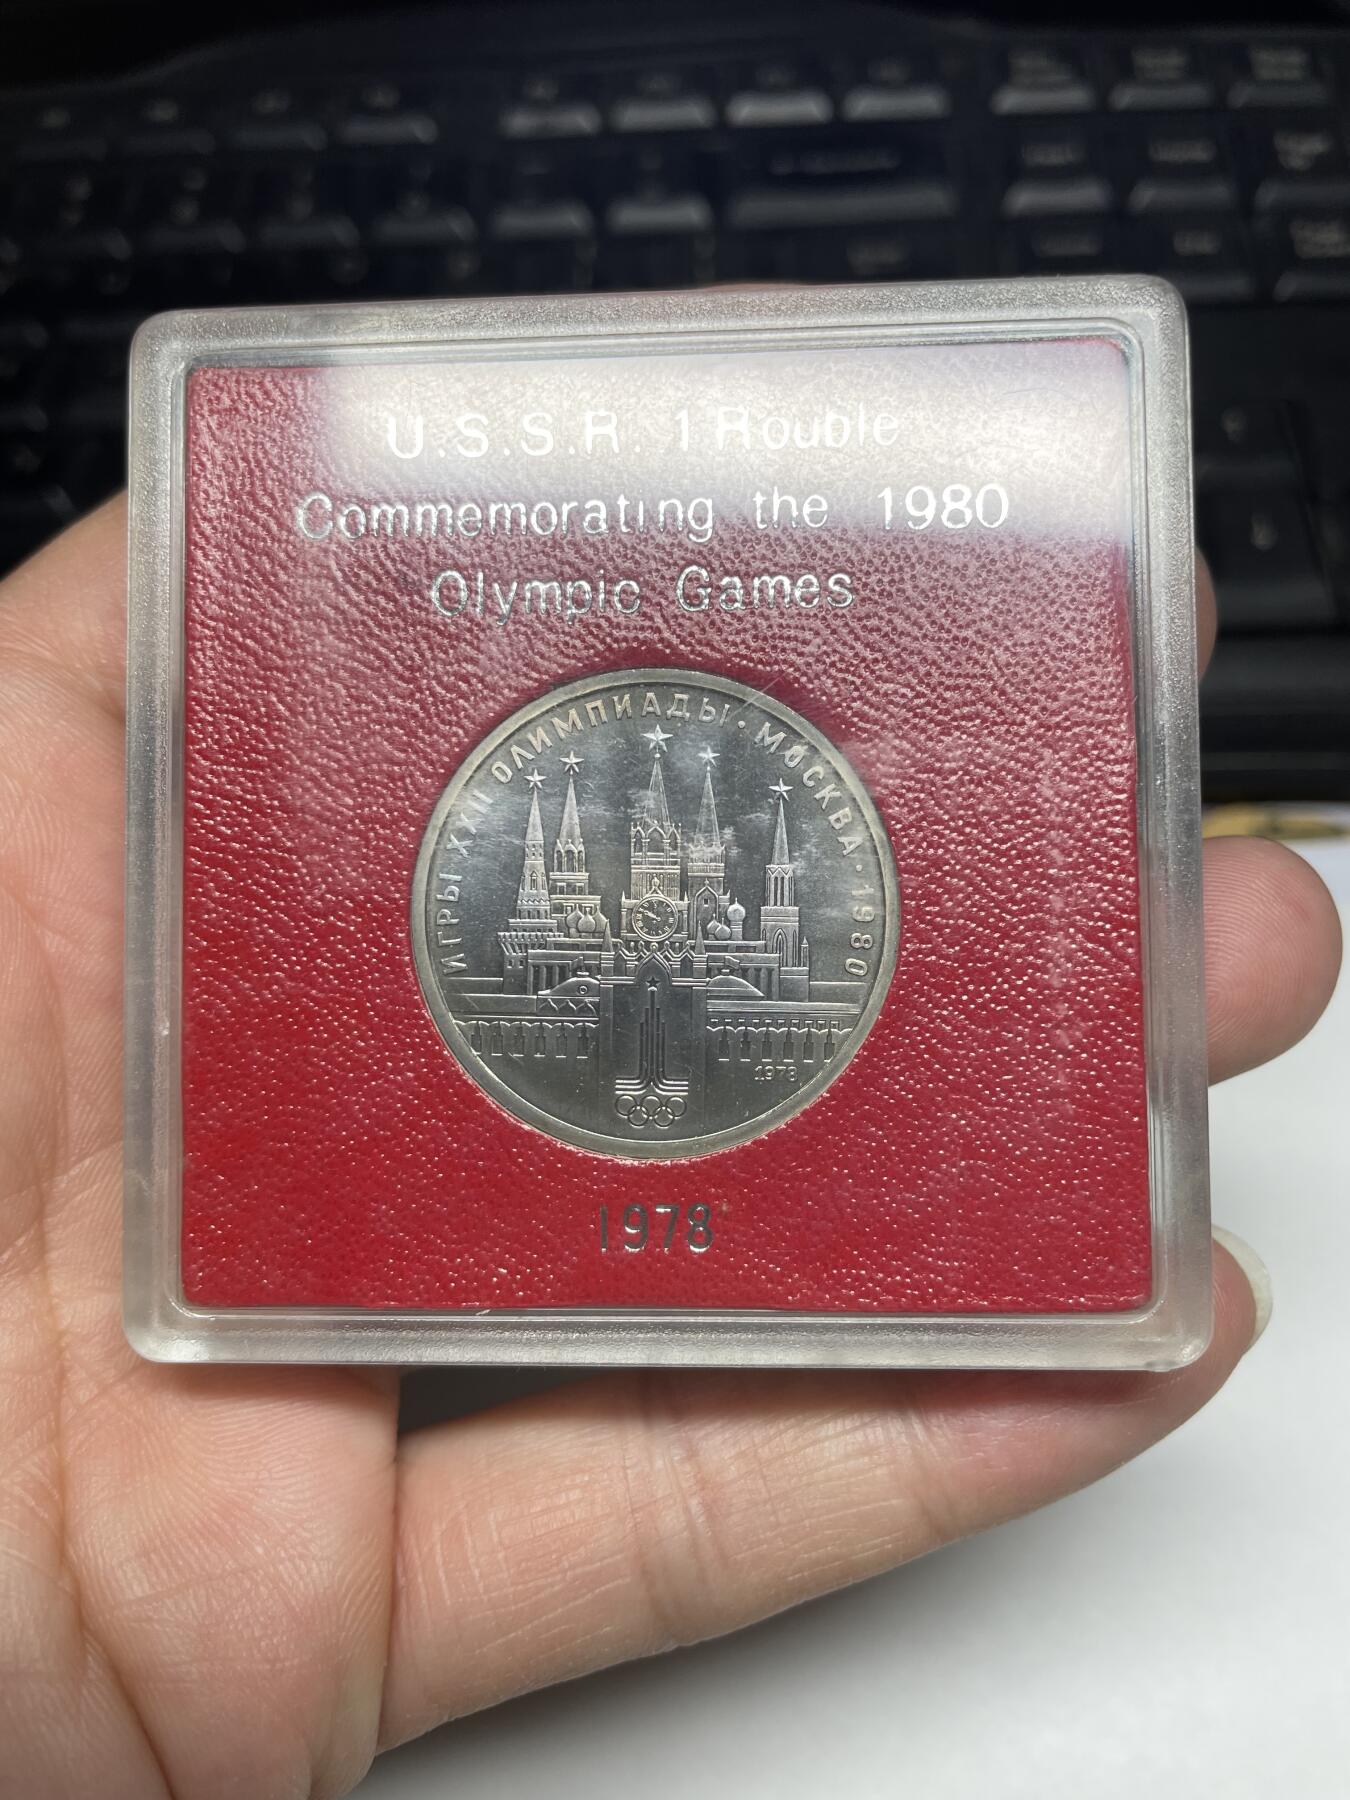 U.S.S.R. 1 Rouble
Commemorating the 1980
Olympic Games
ИГРЫ XXII ОЛИМПИАДЫ · МОСКВА · 1980
1978
1978